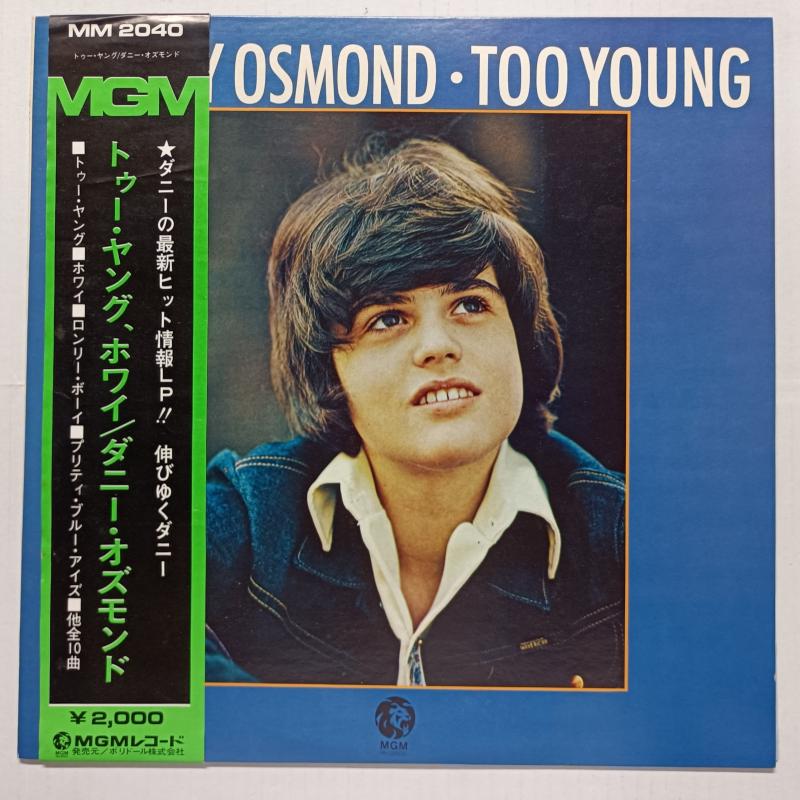 MM 2040
トゥー・ヤング/ダニー・オズモンド
MGM
Y OSMOND・TOO YOUNG
★ダニーの最新ヒット情報LP!! 伸びゆくダニー
トゥー・ヤング、ホワイ/ダニー・オズモンド
■トゥー・ヤング■ホワイ■ロンリー・ボーイ■プリティ・ブルー・アイズ■他全10曲
¥2,000
MGMレコード
発売元/ポリドール株式会社
MGM